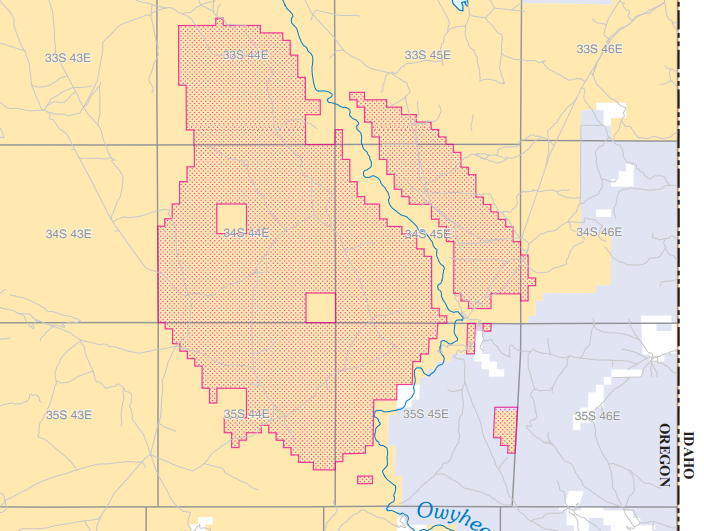 33S 43E
33S 44E
33S 45E
33S 46E
34S 43E
34S 44E
34S 45E
34S 46E
35S 43E
35S 44E
35S 45E
35S 46E
OREGON
IDAHO
Owyhee